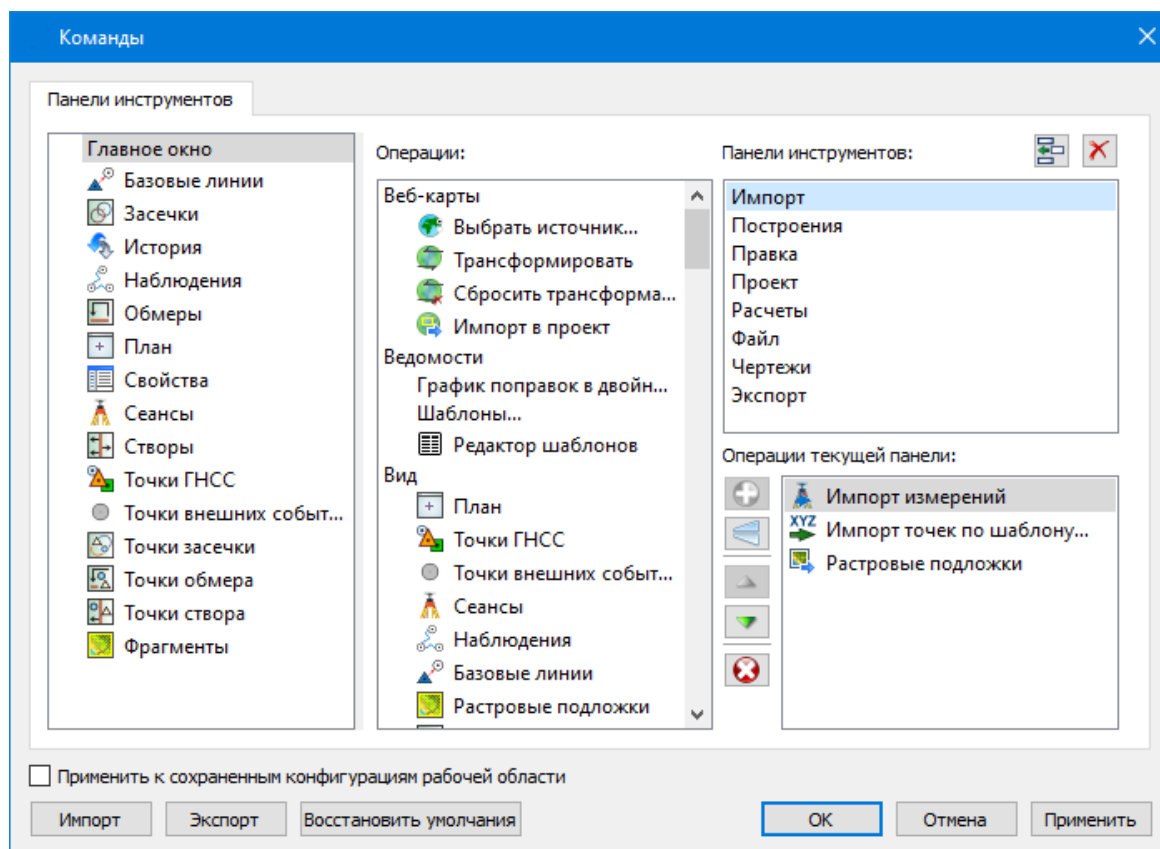 Команды
Панели инструментов
Главное окно
Базовые линии
Засечки
История
Наблюдения
Обмеры
План
Свойства
Сеансы
Створы
Точки ГНСС
Точки внешних событ...
Точки засечки
Точки обмера
Точки створа
Фрагменты
Операции:
Веб-карты
Выбрать источник...
Трансформировать
Сбросить трансформа...
Импорт в проект
Ведомости
График поправок в двойн...
Шаблоны...
Редактор шаблонов
Вид
План
Точки ГНСС
Точки внешних событ...
Сеансы
Наблюдения
Базовые линии
Растровые подложки
Панели инструментов:
Импорт
Построения
Правка
Проект
Расчеты
Файл
Чертежи
Экспорт
Операции текущей панели:
Импорт измерений
XYZ Импорт точек по шаблону...
Растровые подложки
Применить к сохраненным конфигурациям рабочей области
Импорт Экспорт Восстановить умолчания OK Отмена Применить